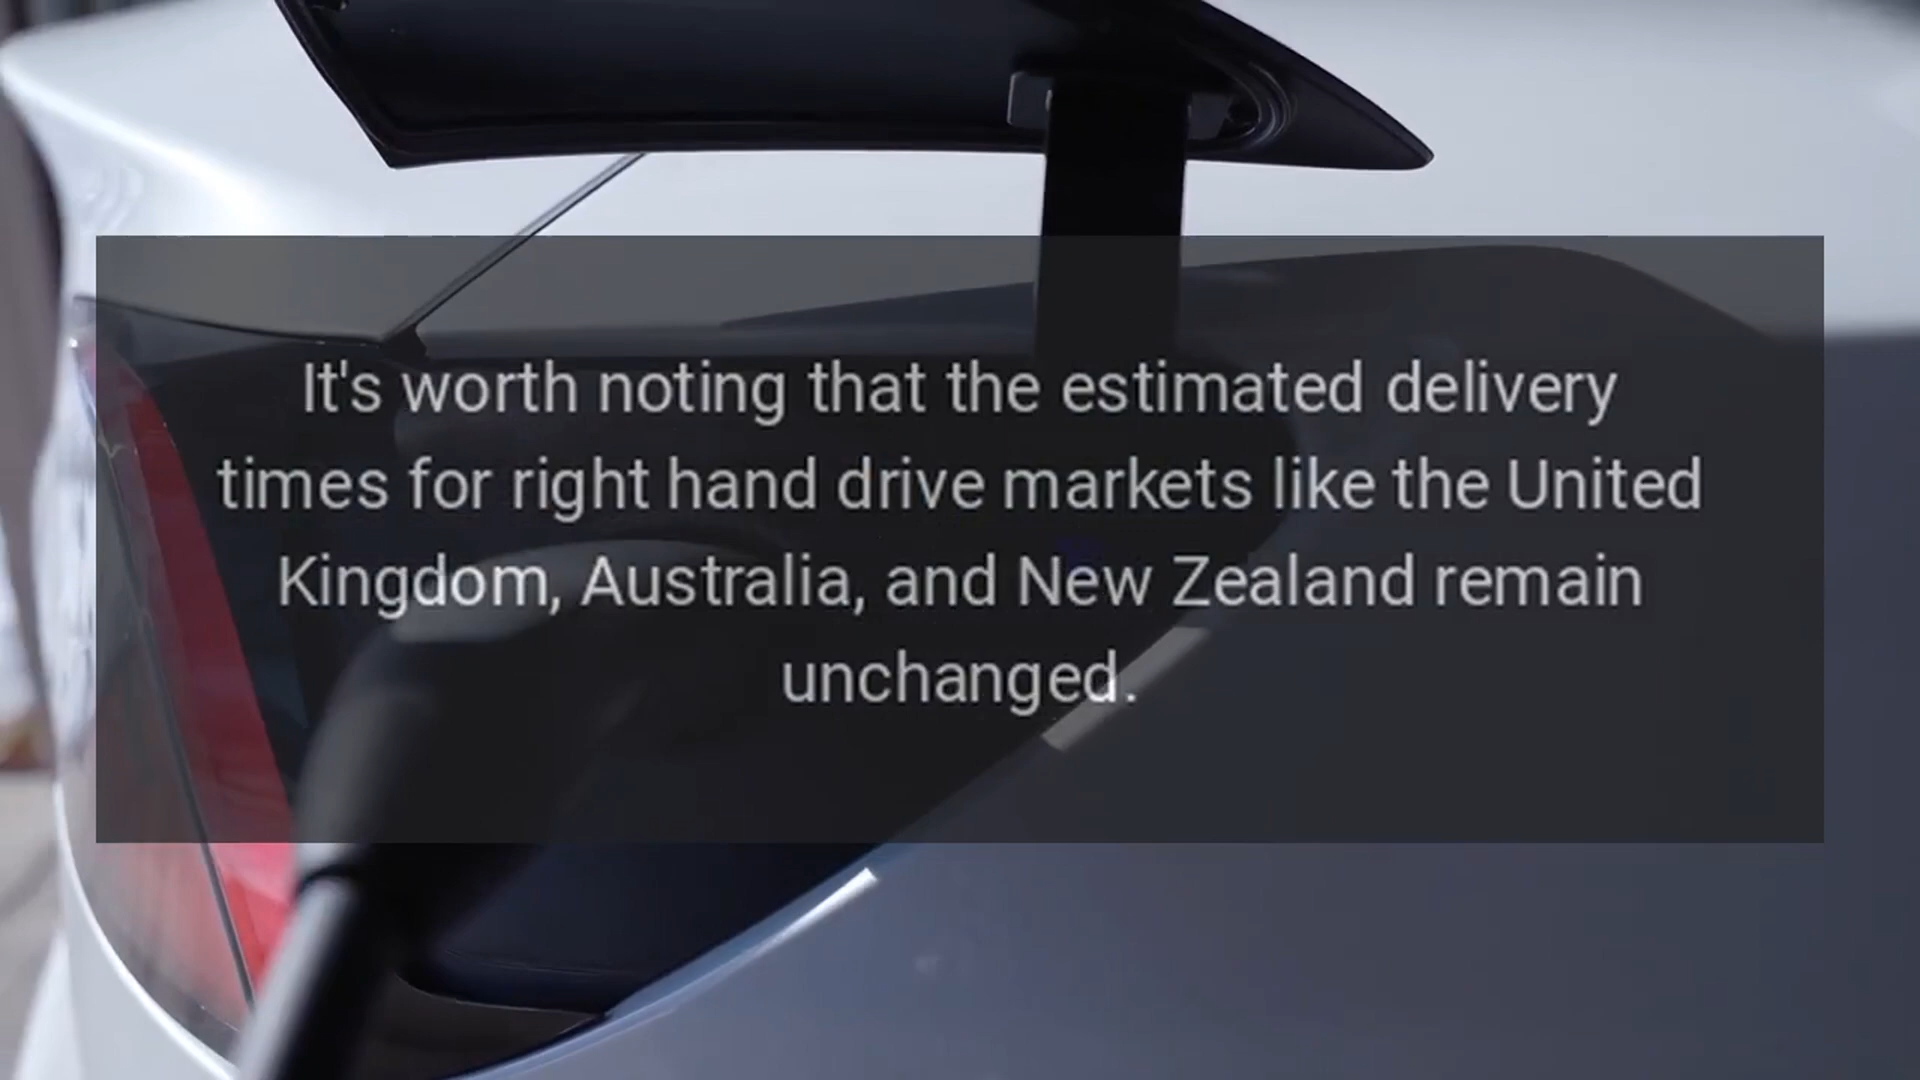 It's worth noting that the estimated delivery
times for right hand drive markets like the United
Kingdom, Australia, and New Zealand remain
unchanged.